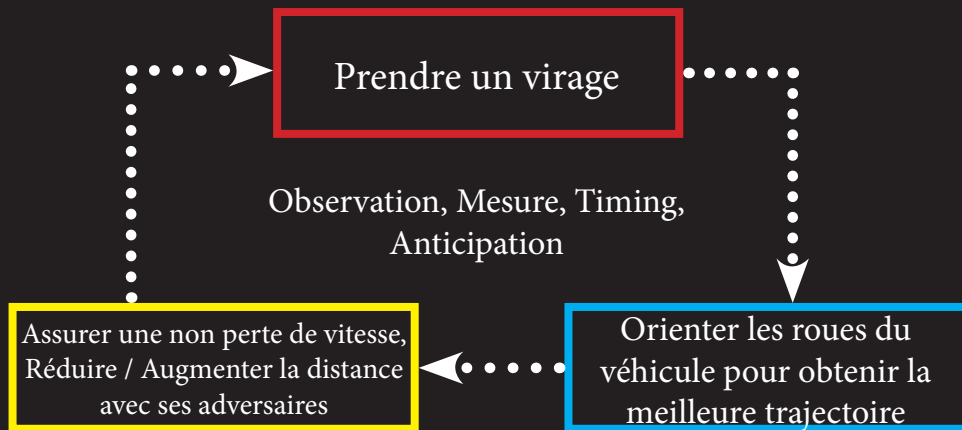 Prendre un virage
Observation, Mesure, Timing,
Anticipation
Assurer une non perte de vitesse,
Réduire / Augmenter la distance
avec ses adversaires
Orienter les roues du
véhicule pour obtenir la
meilleure trajectoire